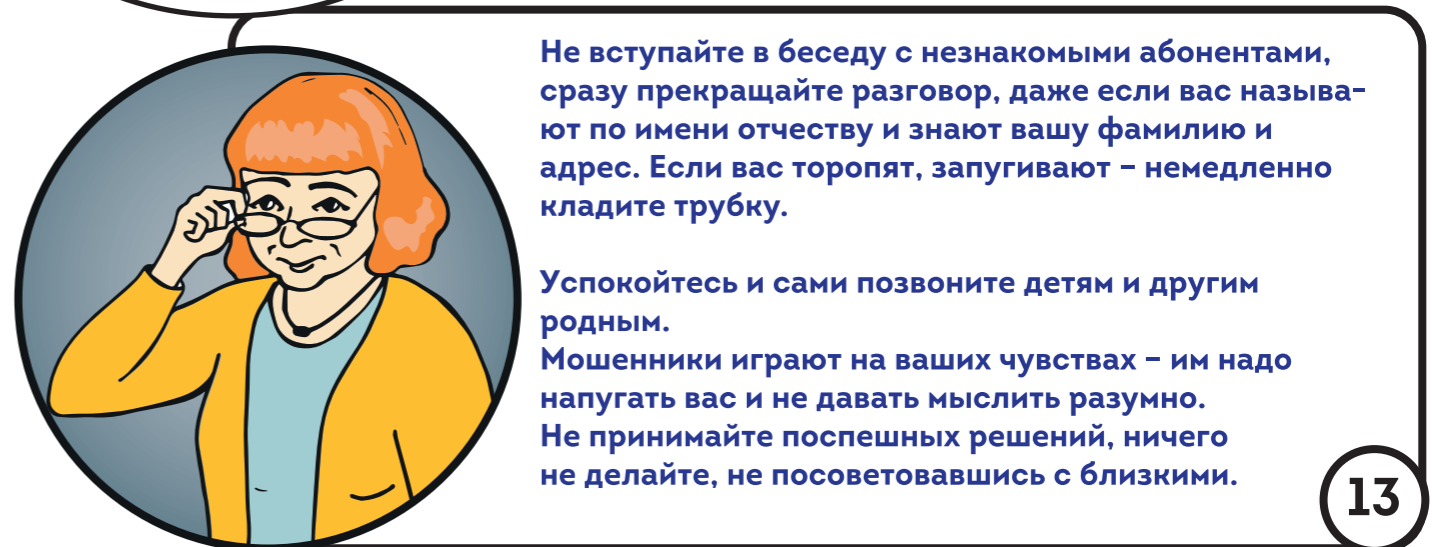 Не вступайте в беседу с незнакомыми абонентами,
сразу прекращайте разговор, даже если вас называ-
ют по имени отчеству и знают вашу фамилию и
адрес. Если вас торопят, запугивают – немедленно
кладите трубку.
Успокойтесь и сами позвоните детям и другим
родным.
Мошенники играют на ваших чувствах – им надо
напугать вас и не давать мыслить разумно.
Не принимайте поспешных решений, ничего
не делайте, не посоветовавшись с близкими.
13